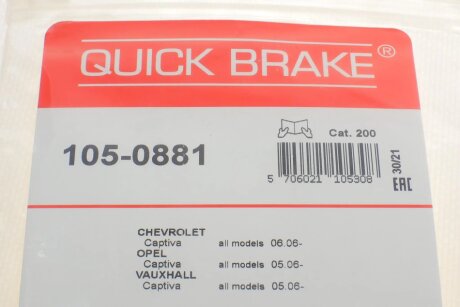 QUICK BRAKE®
Cat. 200
105-0881
30/21
5 706021 105308
EAC
CHEVROLET
Captiva all models 06.06-
OPEL
Captiva all models 05.06-
VAUXHALL
Captiva all models 05.06-